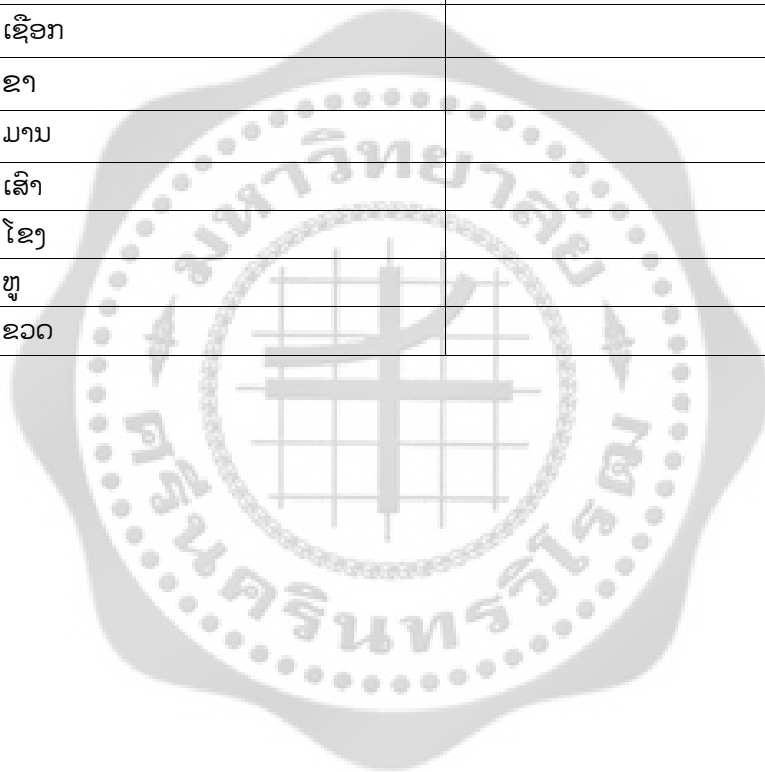 ເຊືອກ
ຂາ
ມານ
ເສົາ
ໂຂງ
ຫູ
ຂວດ
มหาวิทยาลัย
ศรีนครินทรวิโรฒ